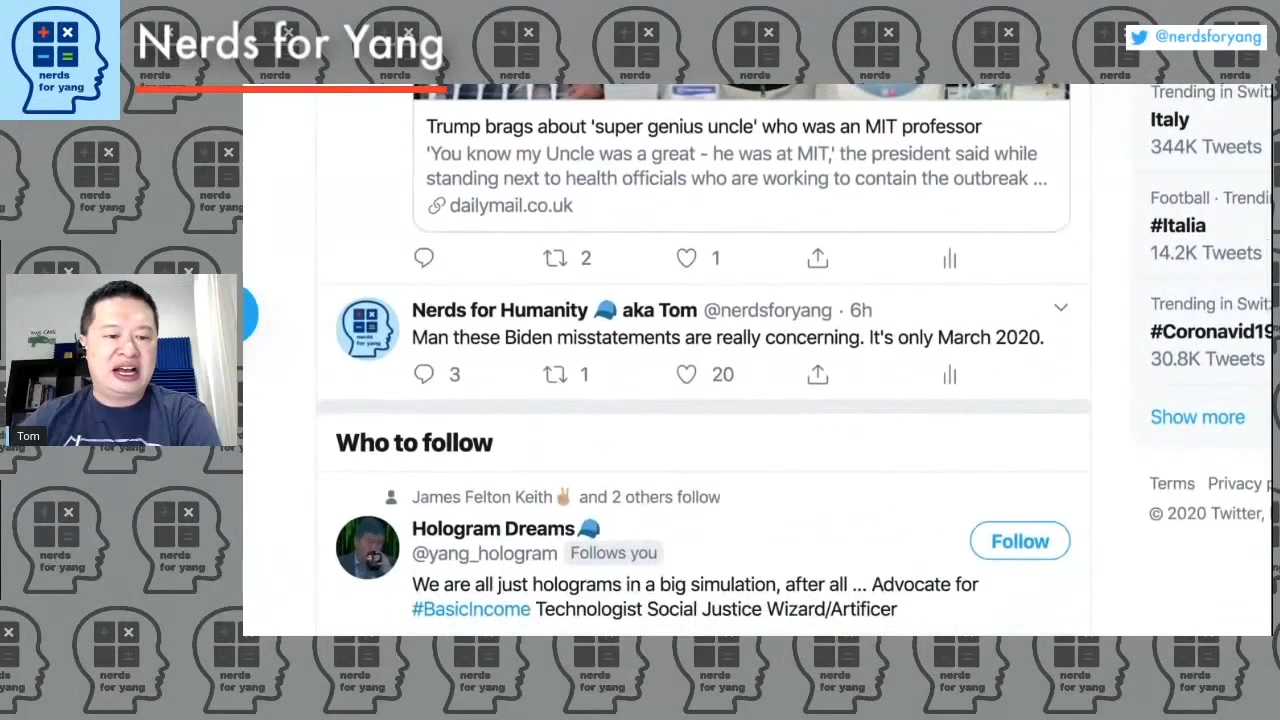 Nerds for Yang
@nerdsforyang
nerds
for yang
Trump brags about 'super genius uncle' who was an MIT professor
'You know my Uncle was a great - he was at MIT,' the president said while
standing next to health officials who are working to contain the outbreak ...
dailymail.co.uk
2
1
Nerds for Humanity 🧢 aka Tom @nerdsforyang · 6h
Man these Biden misstatements are really concerning. It's only March 2020.
3
1
20
Who to follow
James Felton Keith✌🏽 and 2 others follow
Hologram Dreams🧢
@yang_hologram Follows you
Follow
We are all just holograms in a big simulation, after all ... Advocate for
#BasicIncome Technologist Social Justice Wizard/Artificer
Trending in Swit
Italy
344K Tweets
Football · Trendi
#Italia
14.2K Tweets
Trending in Swit
#Coronavid19
30.8K Tweets
Show more
Terms Privacy
© 2020 Twitter,
Tom